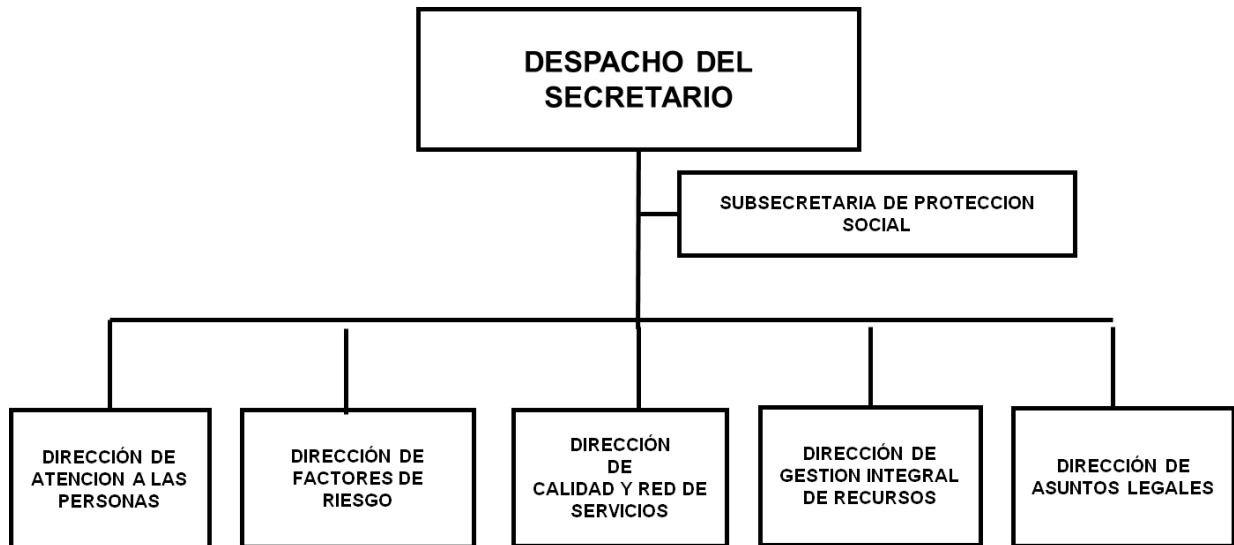 DESPACHO DEL
SECRETARIO
SUBSECRETARIA DE PROTECCION
SOCIAL
DIRECCIÓN DE
ATENCION A LAS
PERSONAS
DIRECCIÓN DE
FACTORES DE
RIESGO
DIRECCIÓN
DE
CALIDAD Y RED DE
SERVICIOS
DIRECCIÓN DE
GESTION INTEGRAL
DE RECURSOS
DIRECCIÓN DE
ASUNTOS LEGALES